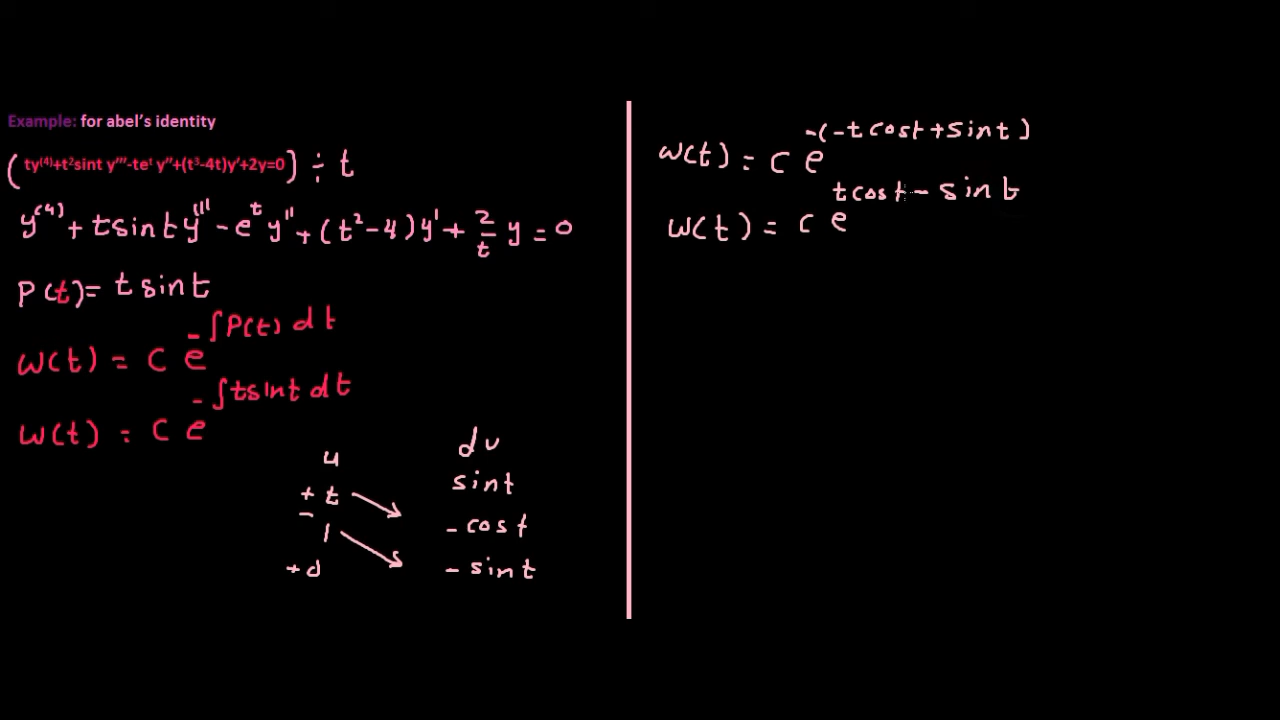 Example: for abel's identity
(ty⁽⁴⁾+t²sint y‴-teᵗ y″+(t³-4t)y′+2y=0) ÷ t
y⁽⁴⁾ + tsint y‴ - eᵗ y″ + (t²-4)y′ + 2/t y = 0
P(t) = t sint
w(t) = c e^(-∫P(t) dt)
w(t) = c e^(-∫tsint dt)
u dv
+ t sint
- 1 - cost
+ 0 - sint
w(t) = c e^(-(-tcost+sint))
w(t) = c e^(tcost-sint)